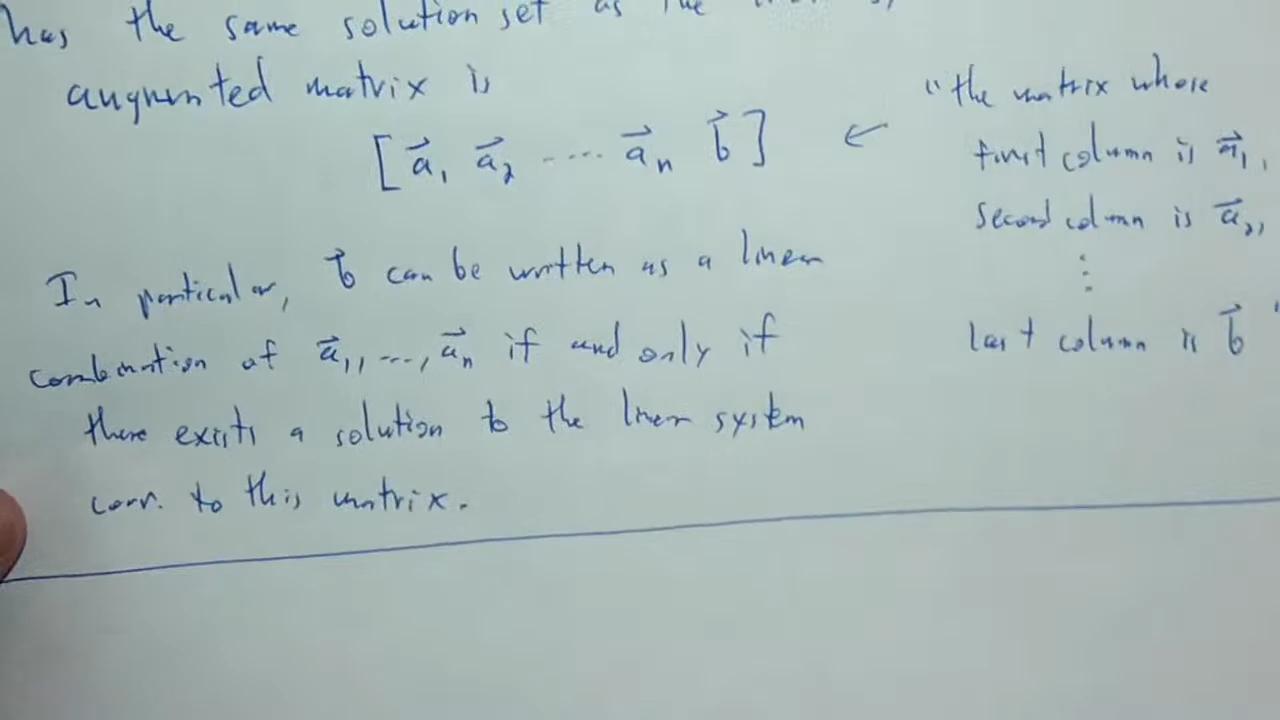 has the same solution set as the
augmented matrix is
[a⃗₁ a⃗₂ ---- a⃗ₙ b⃗] ←
"the matrix whose
first column is a⃗₁,
second column is a⃗₂,
⋮
last column is b⃗"
In particular, b⃗ can be written as a linear
combination of a⃗₁, ---, a⃗ₙ if and only if
there exists a solution to the linear system
corr. to this matrix.